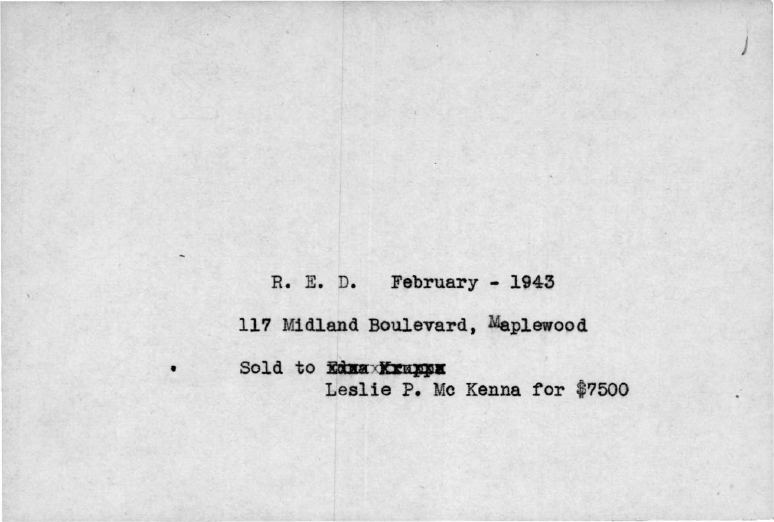 R. E. D. February - 1943
117 Midland Boulevard, Maplewood
Sold to
Leslie P. Mc Kenna for $7500